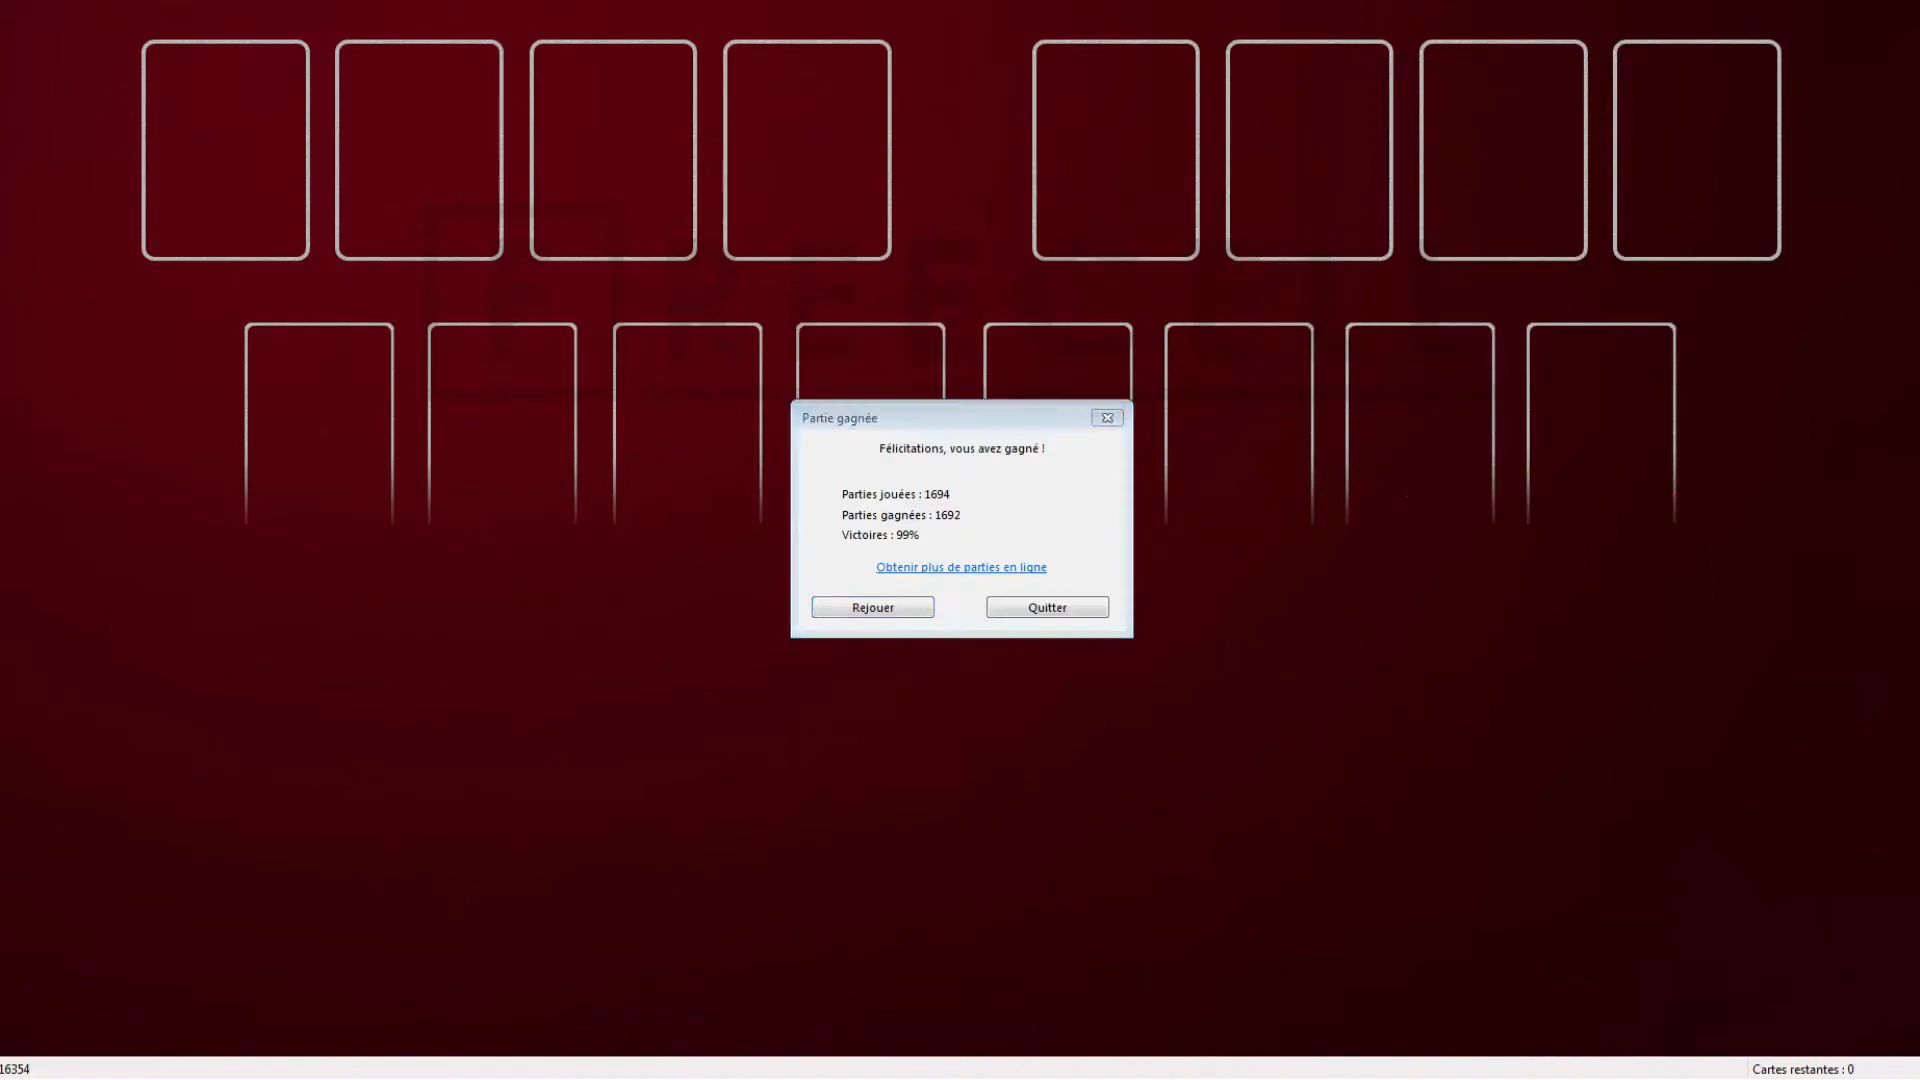 FREECELL
Partie gagnée
Félicitations, vous avez gagné !
Parties jouées : 1694
Parties gagnées : 1692
Victoires : 99%
Obtenir plus de parties en ligne
Rejouer
Quitter
16354
Cartes restantes : 0